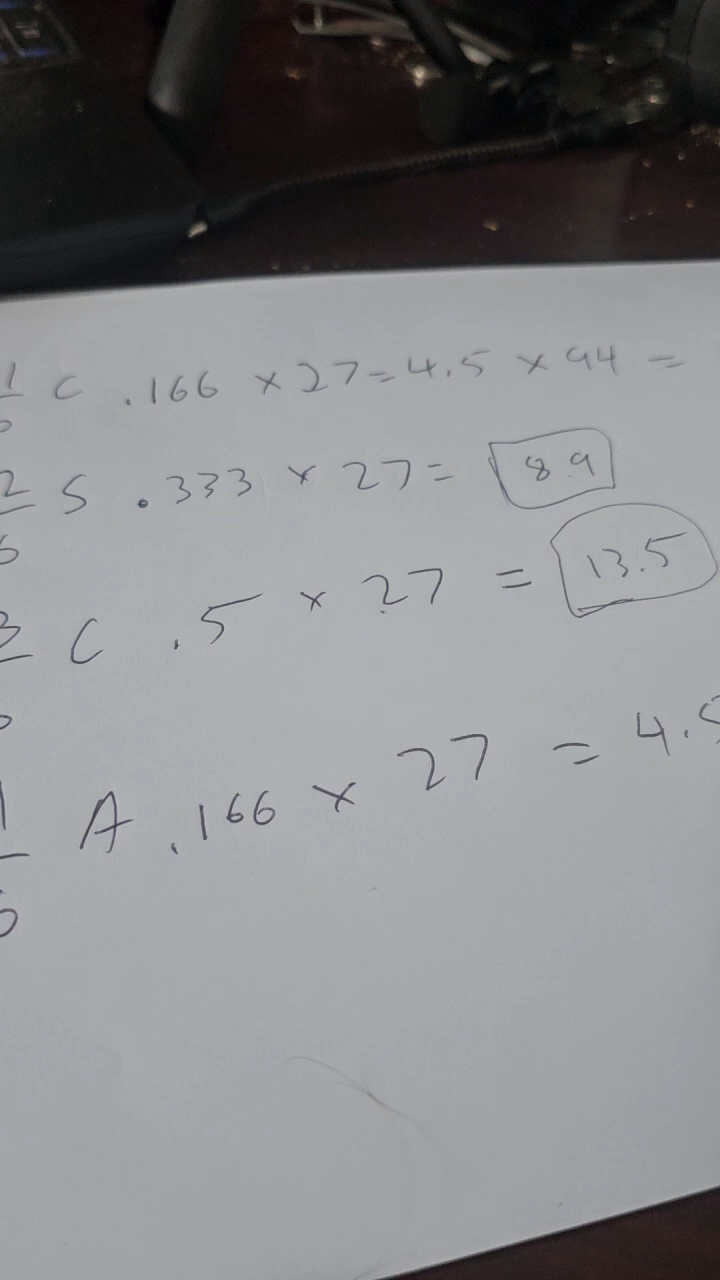 1/6 C .166 x 27=4.5 x 94 =
2/6 S .333 x 27= 8.9
3/6 C .5 x 27 = 13.5
1/6 A .166 x 27 = 4.5